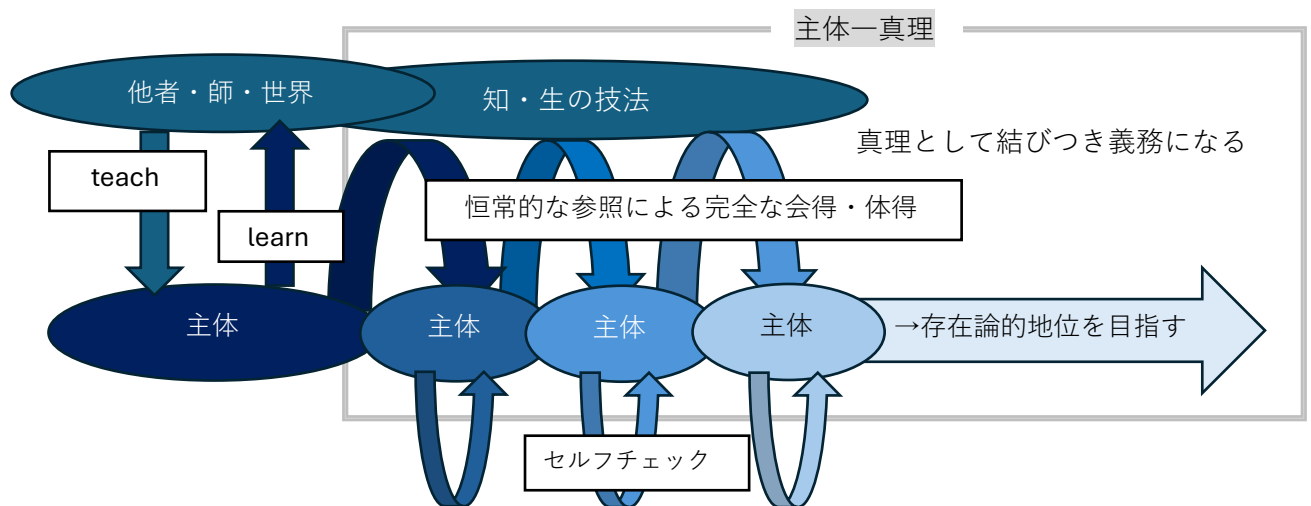 主体―真理
他者・師・世界
知・生の技法
真理として結びつき義務になる
teach
learn
恒常的な参照による完全な会得・体得
主体
主体
主体
主体
→存在論的地位を目指す
セルフチェック